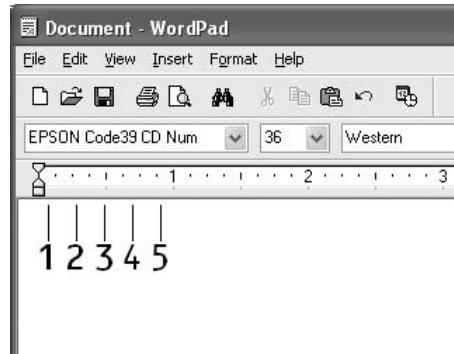 Document - WordPad
File Edit View Insert Format Help
EPSON Code39 CD Num 36 Western
1 2 3
1 2 3 4 5